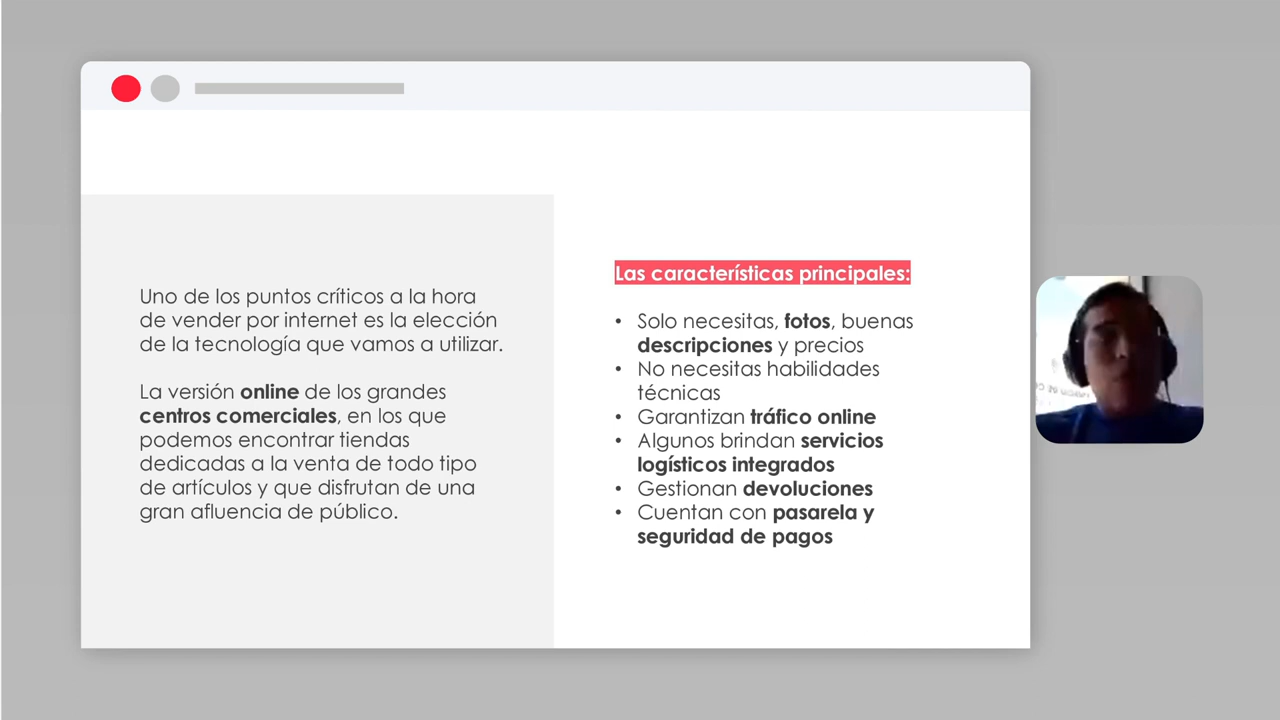 Uno de los puntos críticos a la hora
de vender por internet es la elección
de la tecnología que vamos a utilizar.
La versión online de los grandes
centros comerciales, en los que
podemos encontrar tiendas
dedicadas a la venta de todo tipo
de artículos y que disfrutan de una
gran afluencia de público.
Las características principales:
• Solo necesitas, fotos, buenas
descripciones y precios
• No necesitas habilidades
técnicas
• Garantizan tráfico online
• Algunos brindan servicios
logísticos integrados
• Gestionan devoluciones
• Cuentan con pasarela y
seguridad de pagos